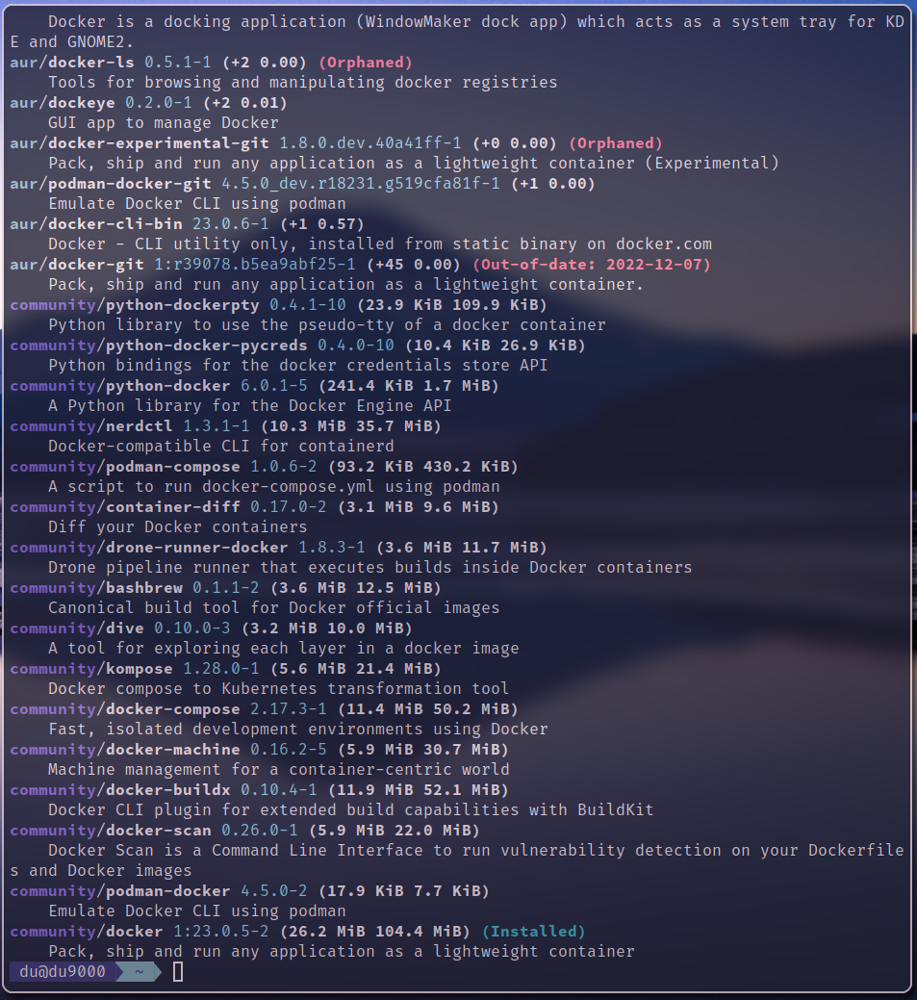 Docker is a docking application (WindowMaker dock app) which acts as a system tray for KD
E and GNOME2.
aur/docker-ls 0.5.1-1 (+2 0.00) (Orphaned)
Tools for browsing and manipulating docker registries
aur/dockeye 0.2.0-1 (+2 0.01)
GUI app to manage Docker
aur/docker-experimental-git 1.8.0.dev.40a41ff-1 (+0 0.00) (Orphaned)
Pack, ship and run any application as a lightweight container (Experimental)
aur/podman-docker-git 4.5.0_dev.r18231.g519cfa81f-1 (+1 0.00)
Emulate Docker CLI using podman
aur/docker-cli-bin 23.0.6-1 (+1 0.57)
Docker - CLI utility only, installed from static binary on docker.com
aur/docker-git 1:r39078.b5ea9abf25-1 (+45 0.00) (Out-of-date: 2022-12-07)
Pack, ship and run any application as a lightweight container.
community/python-dockerpty 0.4.1-10 (23.9 KiB 109.9 KiB)
Python library to use the pseudo-tty of a docker container
community/python-docker-pycreds 0.4.0-10 (10.4 KiB 26.9 KiB)
Python bindings for the docker credentials store API
community/python-docker 6.0.1-5 (241.4 KiB 1.7 MiB)
A Python library for the Docker Engine API
community/nerdctl 1.3.1-1 (10.3 MiB 35.7 MiB)
Docker-compatible CLI for containerd
community/podman-compose 1.0.6-2 (93.2 KiB 430.2 KiB)
A script to run docker-compose.yml using podman
community/container-diff 0.17.0-2 (3.1 MiB 9.6 MiB)
Diff your Docker containers
community/drone-runner-docker 1.8.3-1 (3.6 MiB 11.7 MiB)
Drone pipeline runner that executes builds inside Docker containers
community/bashbrew 0.1.1-2 (3.6 MiB 12.5 MiB)
Canonical build tool for Docker official images
community/dive 0.10.0-3 (3.2 MiB 10.0 MiB)
A tool for exploring each layer in a docker image
community/kompose 1.28.0-1 (5.6 MiB 21.4 MiB)
Docker compose to Kubernetes transformation tool
community/docker-compose 2.17.3-1 (11.4 MiB 50.2 MiB)
Fast, isolated development environments using Docker
community/docker-machine 0.16.2-5 (5.9 MiB 30.7 MiB)
Machine management for a container-centric world
community/docker-buildx 0.10.4-1 (11.9 MiB 52.1 MiB)
Docker CLI plugin for extended build capabilities with BuildKit
community/docker-scan 0.26.0-1 (5.9 MiB 22.0 MiB)
Docker Scan is a Command Line Interface to run vulnerability detection on your Dockerfile
s and Docker images
community/podman-docker 4.5.0-2 (17.9 KiB 7.7 KiB)
Emulate Docker CLI using podman
community/docker 1:23.0.5-2 (26.2 MiB 104.4 MiB) (Installed)
Pack, ship and run any application as a lightweight container
du@du9000 ~